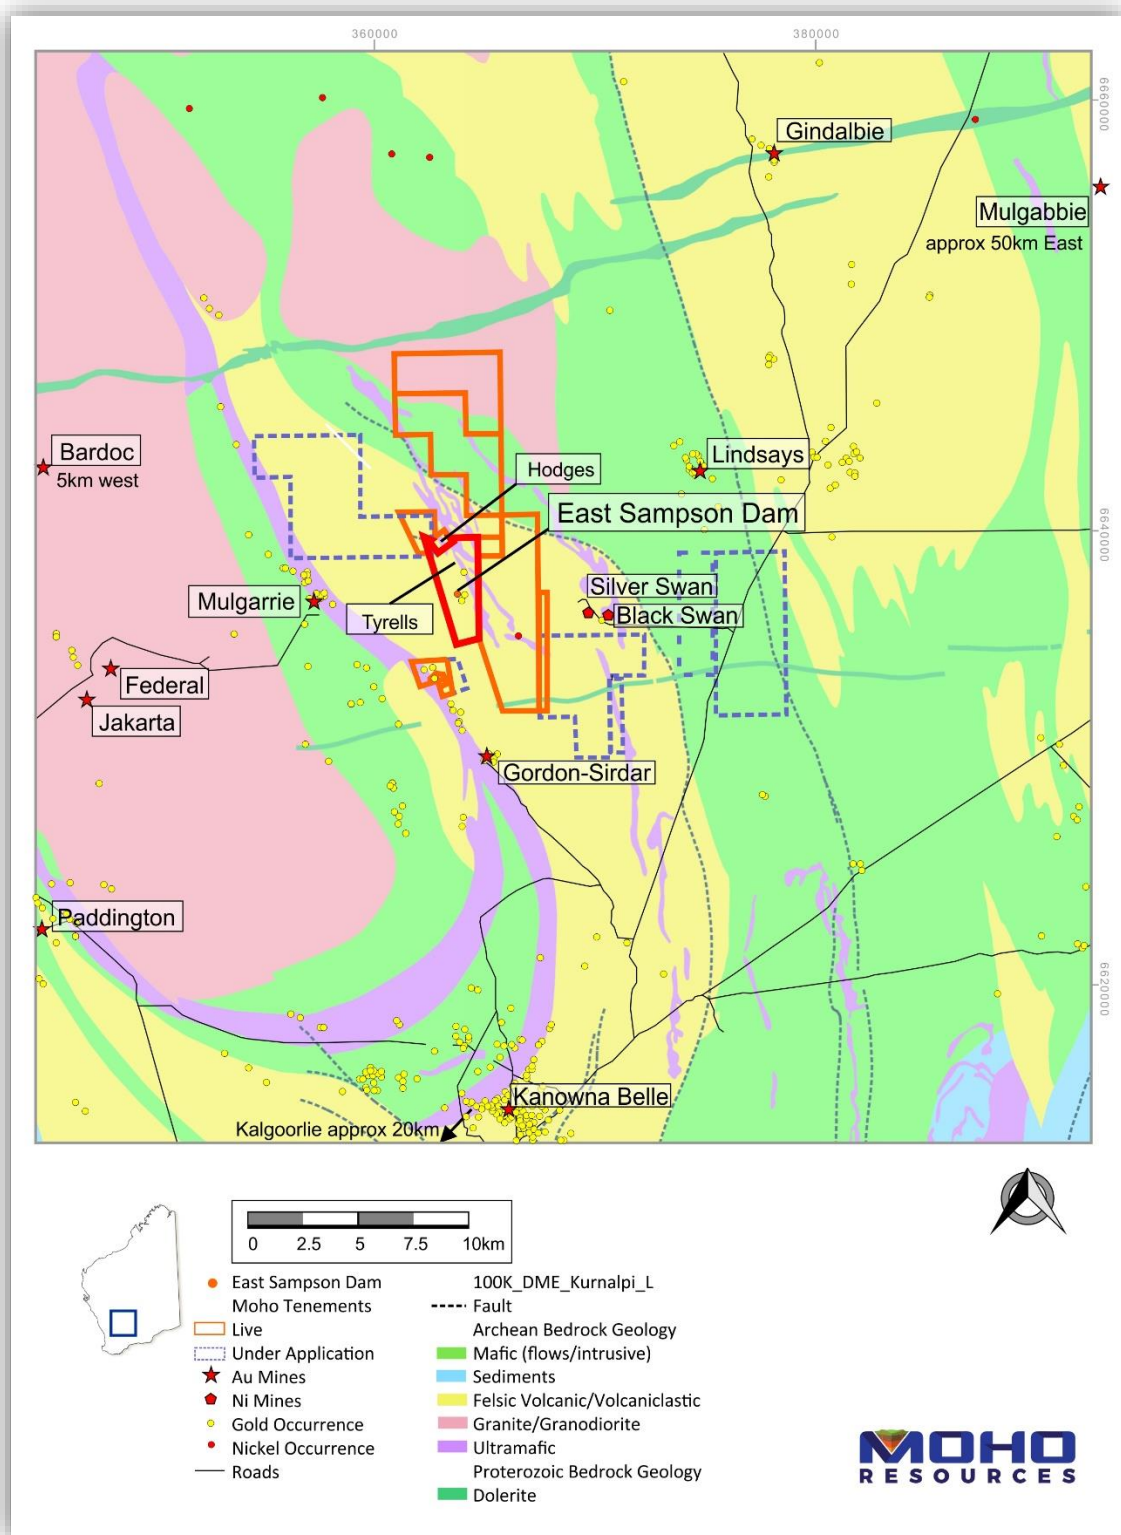 360000
380000
6660000
Gindalbie
Mulgabbie
approx 50km East
Bardoc
5km west
Lindsays
Hodges
East Sampson Dam
6640000
Silver Swan
Black Swan
Mulgarrie
Tyrells
Federal
Jakarta
Gordon-Sirdar
Paddington
6620000
Kanowna Belle
Kalgoorlie approx 20km
0 2.5 5 7.5 10km
East Sampson Dam
Moho Tenements
Live
Under Application
Au Mines
Ni Mines
Gold Occurrence
Nickel Occurrence
Roads
100K_DME_Kurnalpi_L
Fault
Archean Bedrock Geology
Mafic (flows/intrusive)
Sediments
Felsic Volcanic/Volcaniclastic
Granite/Granodiorite
Ultramafic
Proterozoic Bedrock Geology
Dolerite
MOHO
RESOURCES